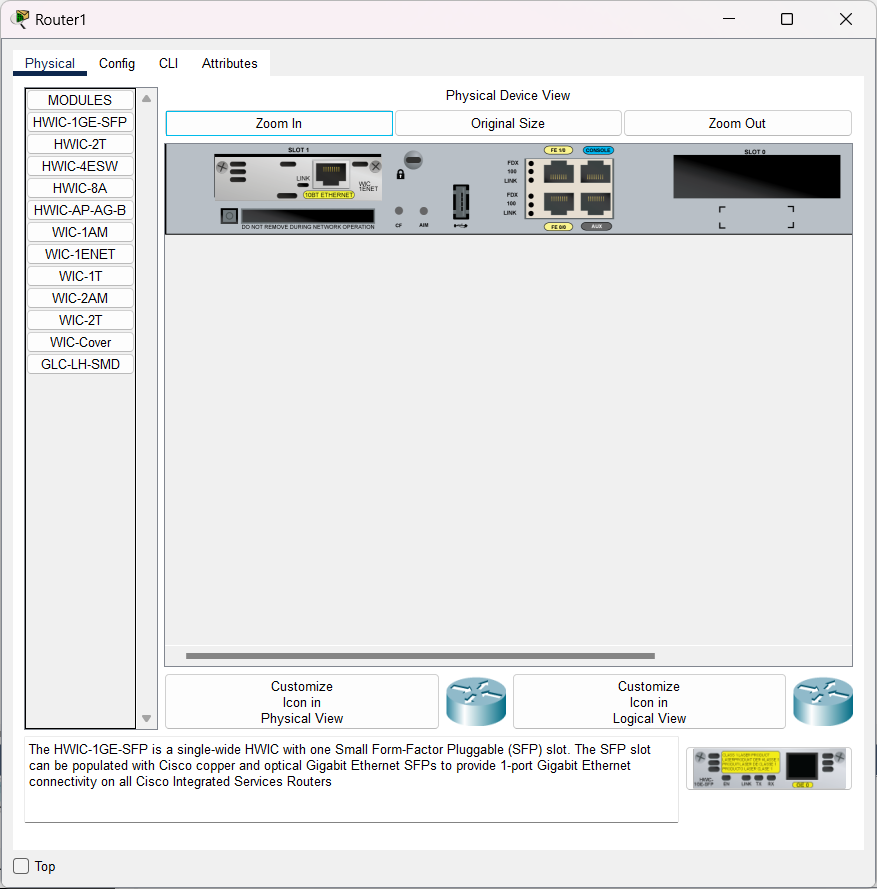 Router1
Physical
Config
CLI
Attributes
MODULES
HWIC-1GE-SFP
HWIC-2T
HWIC-4ESW
HWIC-8A
HWIC-AP-AG-B
WIC-1AM
WIC-1ENET
WIC-1T
WIC-2AM
WIC-2T
WIC-Cover
GLC-LH-SMD
Physical Device View
Zoom In
Original Size
Zoom Out
SLOT 1
LINK
WIC
1ENET
10BT ETHERNET
DO NOT REMOVE DURING NETWORK OPERATION
CF
AIM
FDX
100
LINK
FDX
100
LINK
FE 1/0
CONSOLE
FE 0/0
AUX
SLOT 0
Customize
Icon in
Physical View
Customize
Icon in
Logical View
The HWIC-1GE-SFP is a single-wide HWIC with one Small Form-Factor Pluggable (SFP) slot. The SFP slot
can be populated with Cisco copper and optical Gigabit Ethernet SFPs to provide 1-port Gigabit Ethernet
connectivity on all Cisco Integrated Services Routers
HWIC-
1GE-SFP
EN
LINK
TX
RX
GE 0
Top